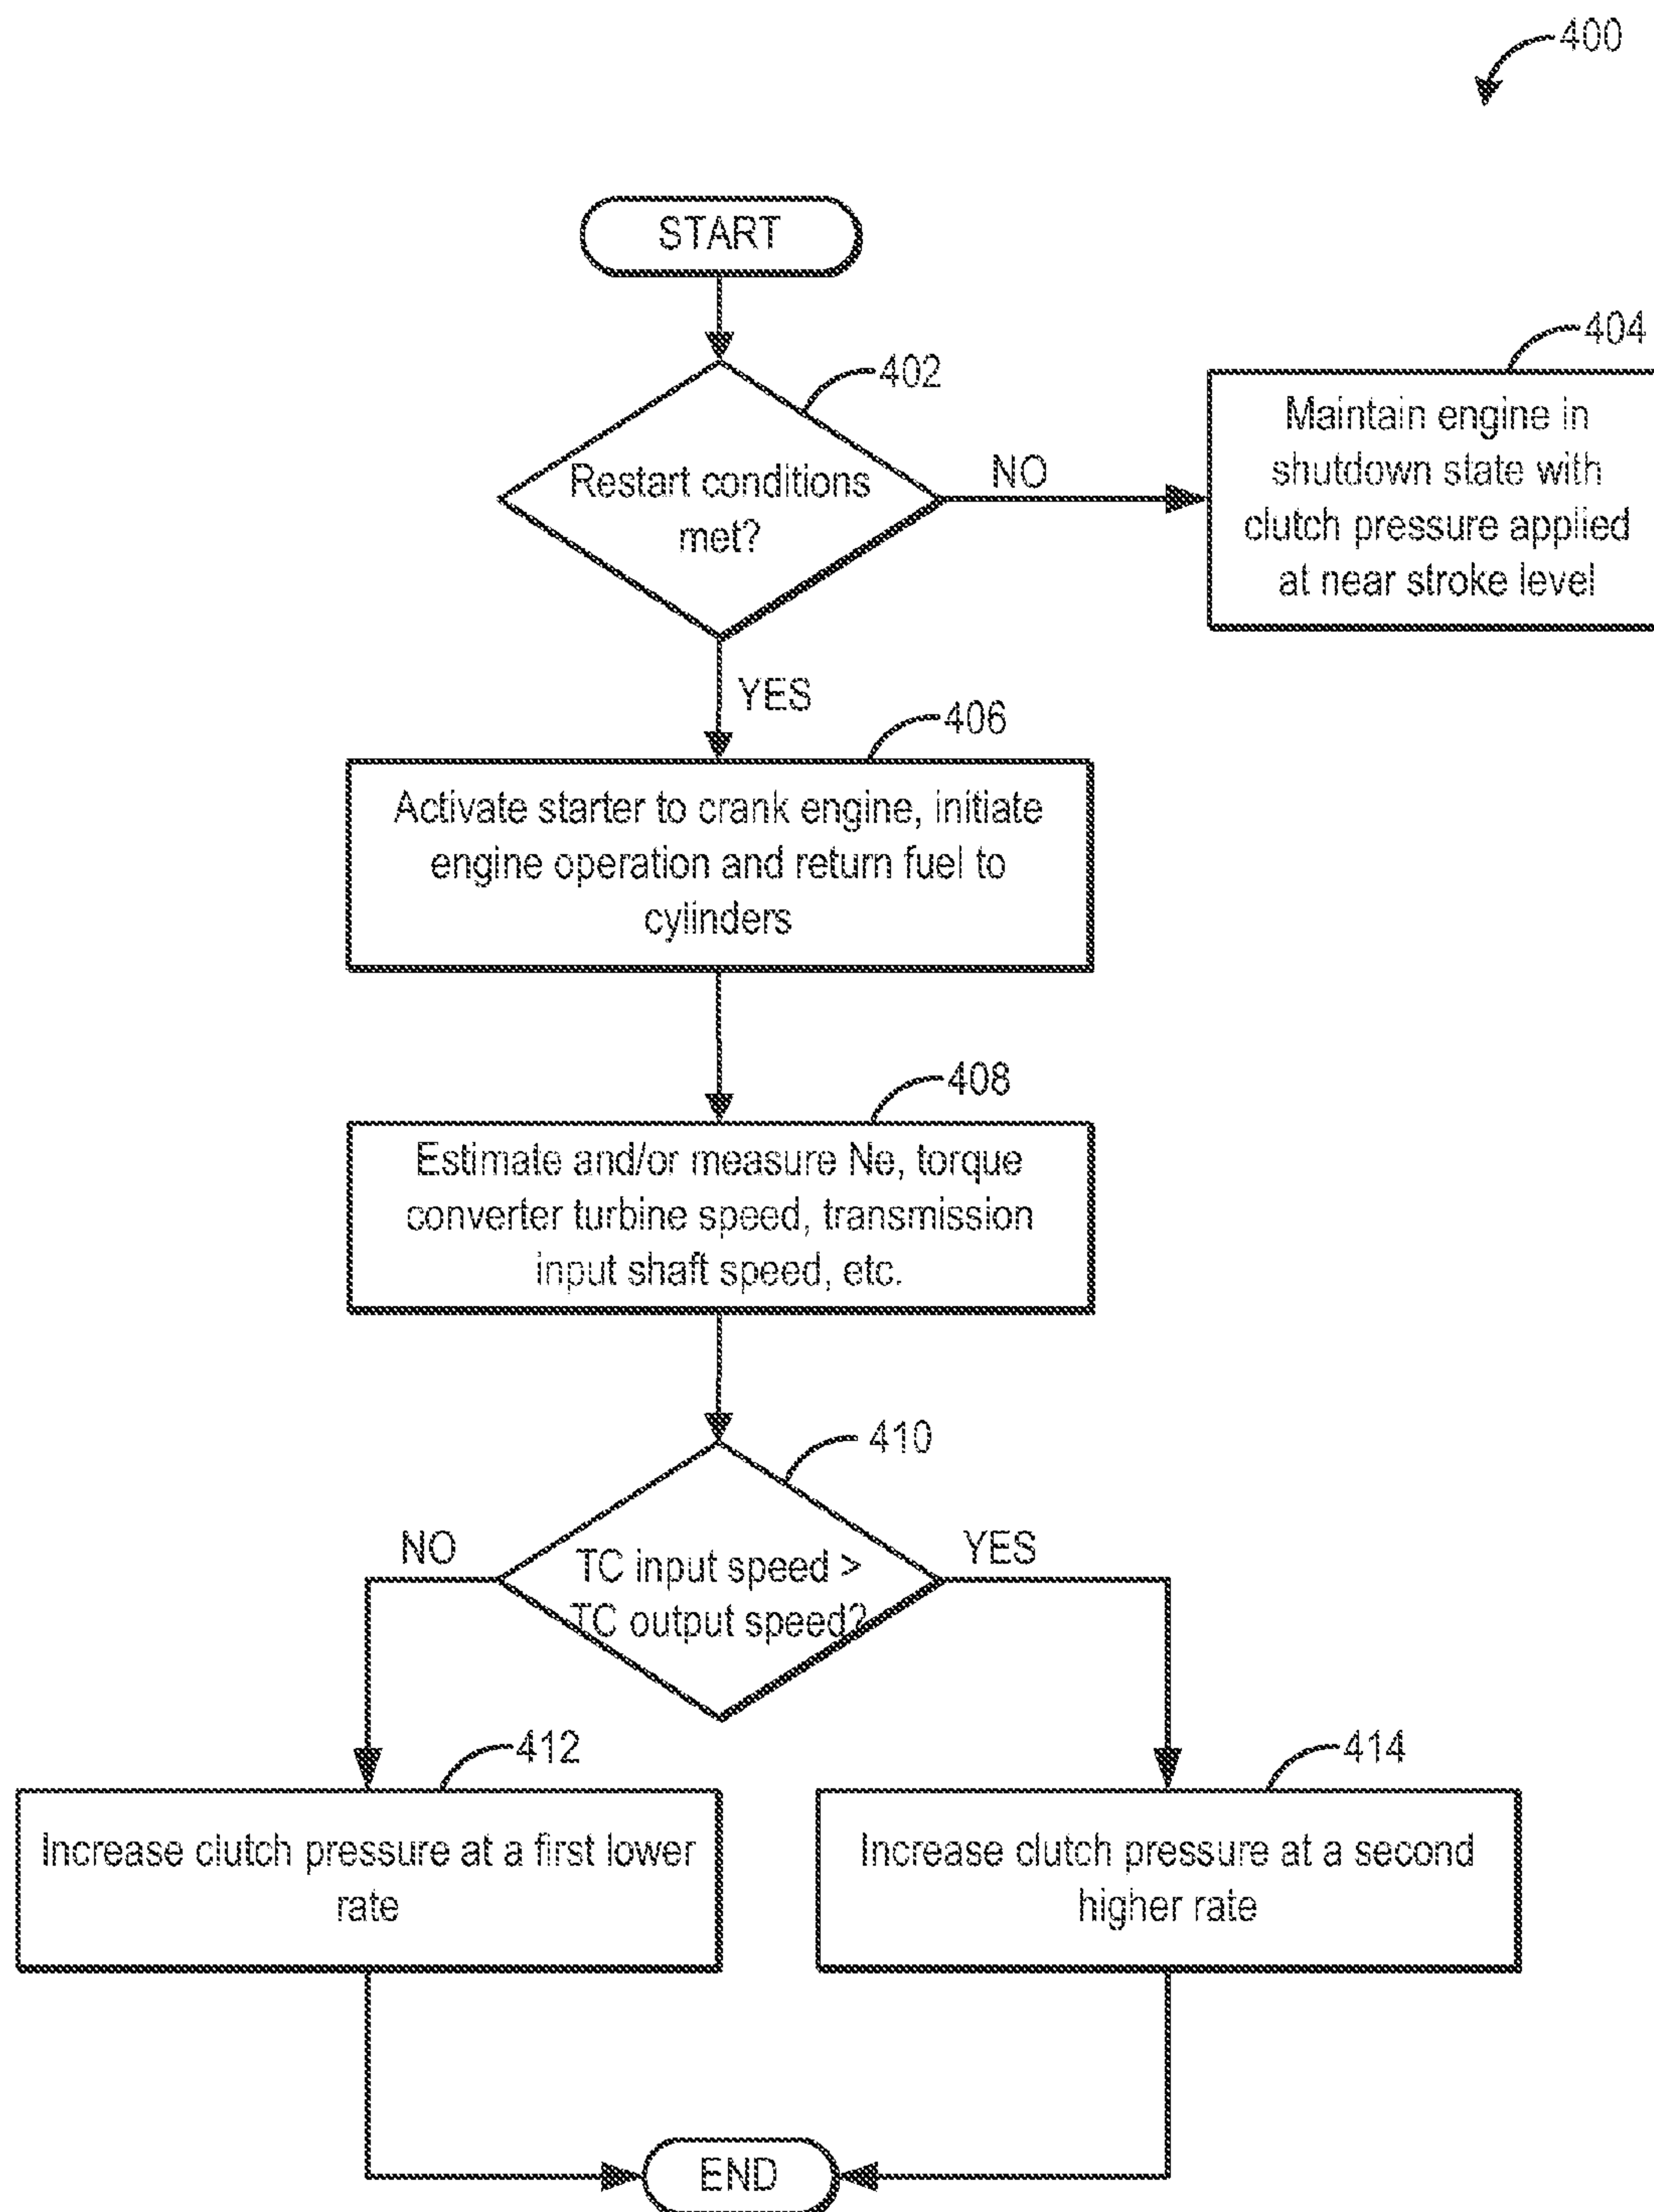 400
START
402
Restart conditions
met?
NO
404
Maintain engine in
shutdown state with
clutch pressure applied
at near stroke level
YES
406
Activate starter to crank engine, initiate
engine operation and return fuel to
cylinders
408
Estimate and/or measure Ne, torque
converter turbine speed, transmission
input shaft speed, etc.
410
NO
TC input speed >
TC output speed?
YES
412
Increase clutch pressure at a first lower
rate
414
Increase clutch pressure at a second
higher rate
END